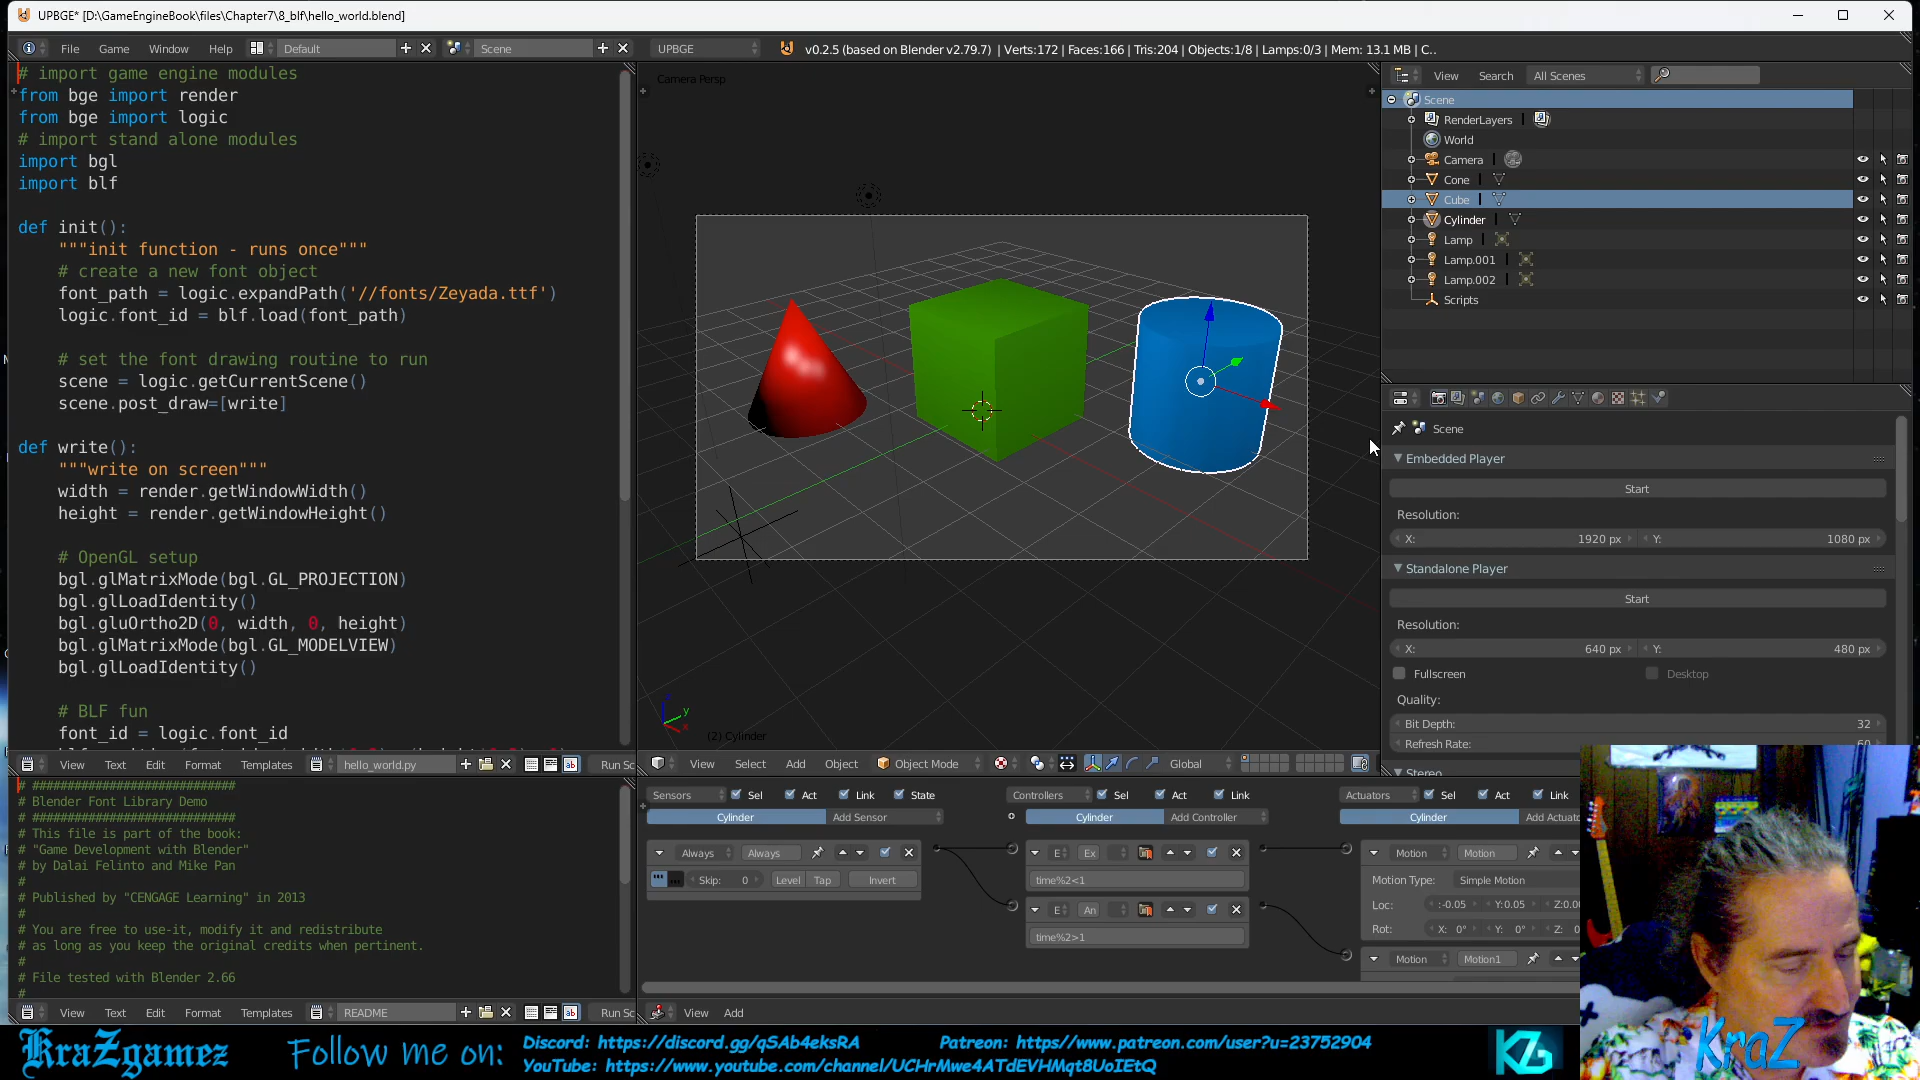 UPBGE* [D:\GameEngineBook\files\Chapter7\8_blf\hello_world.blend]
File Game Window Help Default Scene UPBGE v0.2.5 (based on Blender v2.79.7) | Verts:172 | Faces:166 | Tris:204 | Objects:1/8 | Lamps:0/3 | Mem: 13.1 MB | C..
# import game engine modules
from bge import render
from bge import logic
# import stand alone modules
import bgl
import blf
def init():
"""init function - runs once"""
# create a new font object
font_path = logic.expandPath('//fonts/Zeyada.ttf')
logic.font_id = blf.load(font_path)
# set the font drawing routine to run
scene = logic.getCurrentScene()
scene.post_draw=[write]
def write():
"""write on screen"""
width = render.getWindowWidth()
height = render.getWindowHeight()
# OpenGL setup
bgl.glMatrixMode(bgl.GL_PROJECTION)
bgl.glLoadIdentity()
bgl.gluOrtho2D(0, width, 0, height)
bgl.glMatrixMode(bgl.GL_MODELVIEW)
bgl.glLoadIdentity()
# BLF fun
font_id = logic.font_id
View Text Edit Format Templates hello_world.py Run Sc
# ##############################
# Blender Font Library Demo
# ##############################
# This file is part of the book:
# "Game Development with Blender"
# by Dalai Felinto and Mike Pan
#
# Published by "CENGAGE Learning" in 2013
#
# You are free to use-it, modify it and redistribute
# as long as you keep the original credits when pertinent.
#
# File tested with Blender 2.66
#
View Text Edit Format Templates README Run Sc
Camera Persp
x y
(2) Cylinder
View Select Add Object Object Mode Global
Sensors Sel Act Link State Controllers Sel Act Link Actuators Sel Act Link
Cylinder Add Sensor Cylinder Add Controller Cylinder Add Actuato
Always Always E Ex Motion Motion
Skip: 0 Level Tap Invert time%2<1 Motion Type: Simple Motion
E An Loc: :-0.05 Y:0.05 Z:0.00
time%2>1 Rot: X: 0° Y: 0° Z: 0
Motion Motion1
View Add
View Search All Scenes
Scene
RenderLayers
World
Camera
Cone
Cube
Cylinder
Lamp
Lamp.001
Lamp.002
Scripts
Scene
Embedded Player
Start
Resolution:
X: 1920 px Y: 1080 px
Standalone Player
Start
Resolution:
X: 640 px Y: 480 px
Fullscreen Desktop
Quality:
Bit Depth: 32
Refresh Rate: 60
Stereo
KraZgamez Follow me on: Discord: https://discord.gg/qSAb4eksRA Patreon: https//www.patreon.com/user?u=23752904
YouTube: https://www.youtube.com/channel/UCHrMwe4ATdEVHMqt8UoIEtQ
KZG
KraZ